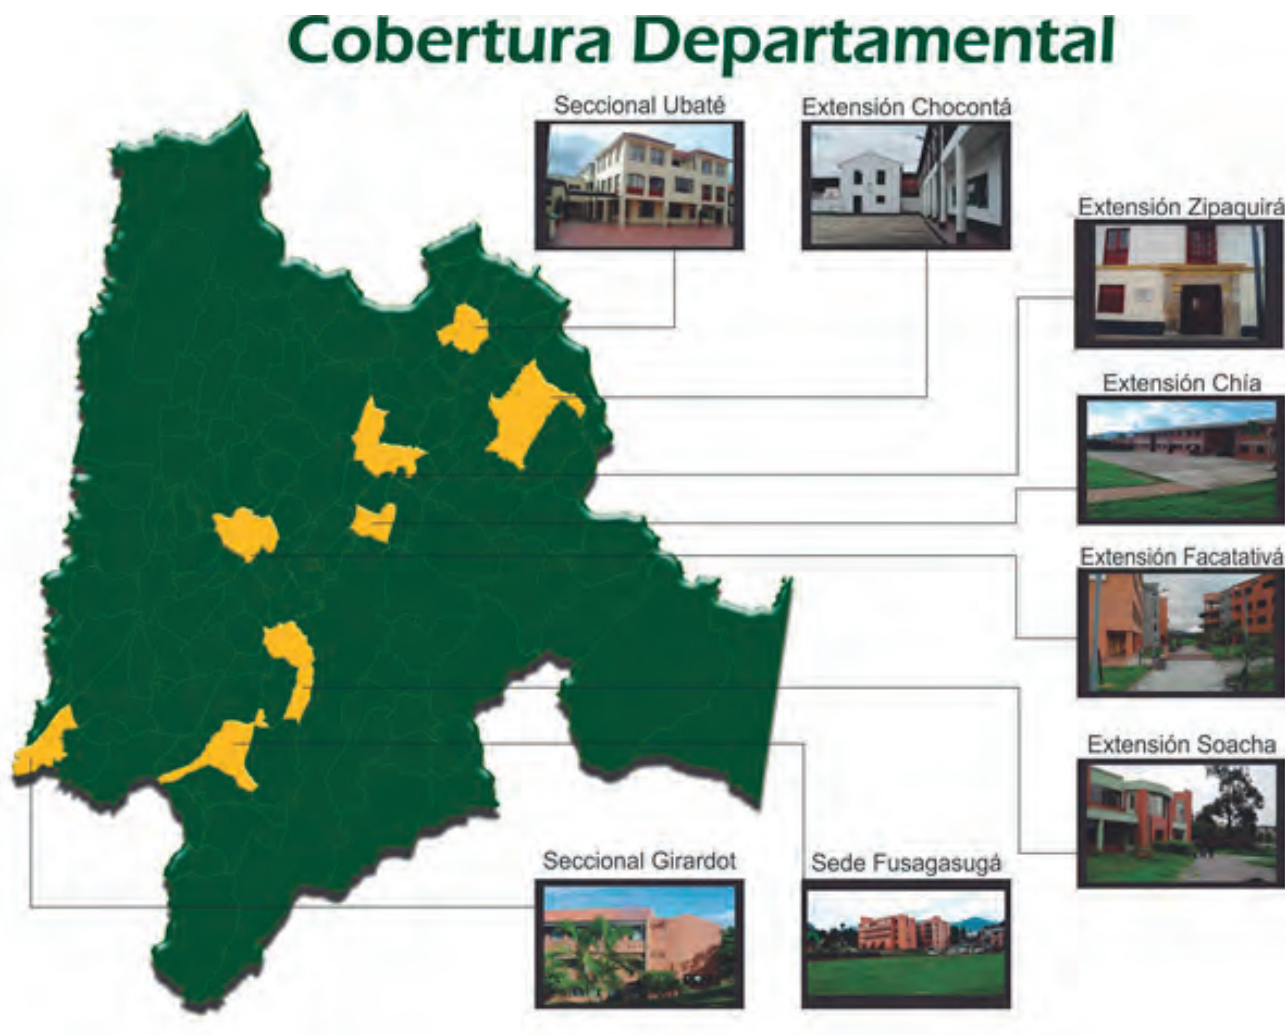 Cobertura Departamental
Seccional Ubaté
Extensión Chocontá
Extensión Zipaquirá
Extensión Chía
Extensión Facatativá
Extensión Soacha
Seccional Girardot
Sede Fusagasugá